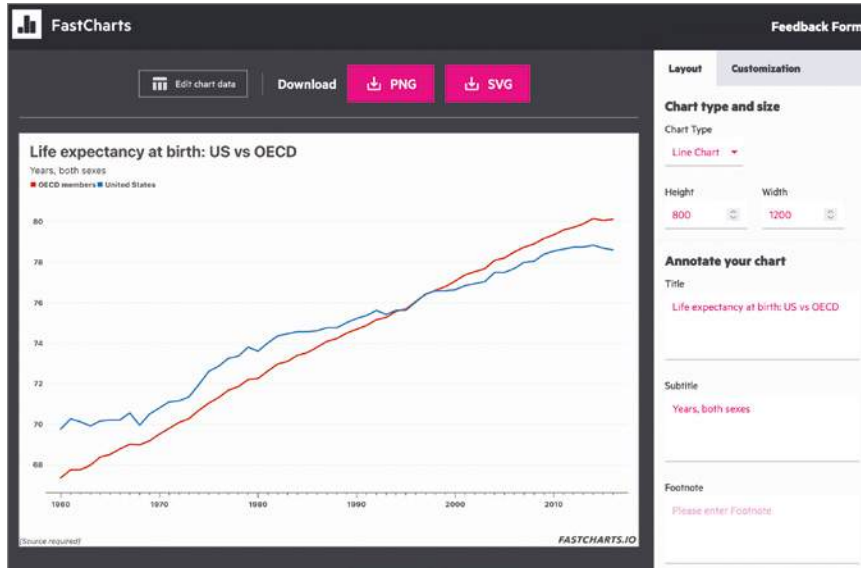 FastCharts
Feedback Form
Edit chart data
Download
PNG
SVG
Layout Customization
Chart type and size
Chart Type
Line Chart
Height Width
800 1200
Annotate your chart
Title
Life expectancy at birth: US vs OECD
Subtitle
Years, both sexes
Footnote
Please enter Footnote
Life expectancy at birth: US vs OECD
Years, both sexes
OECD members United States
80
78
76
74
72
70
68
1960 1970 1980 1990 2000 2010
(Source required)
FASTCHARTS.IO